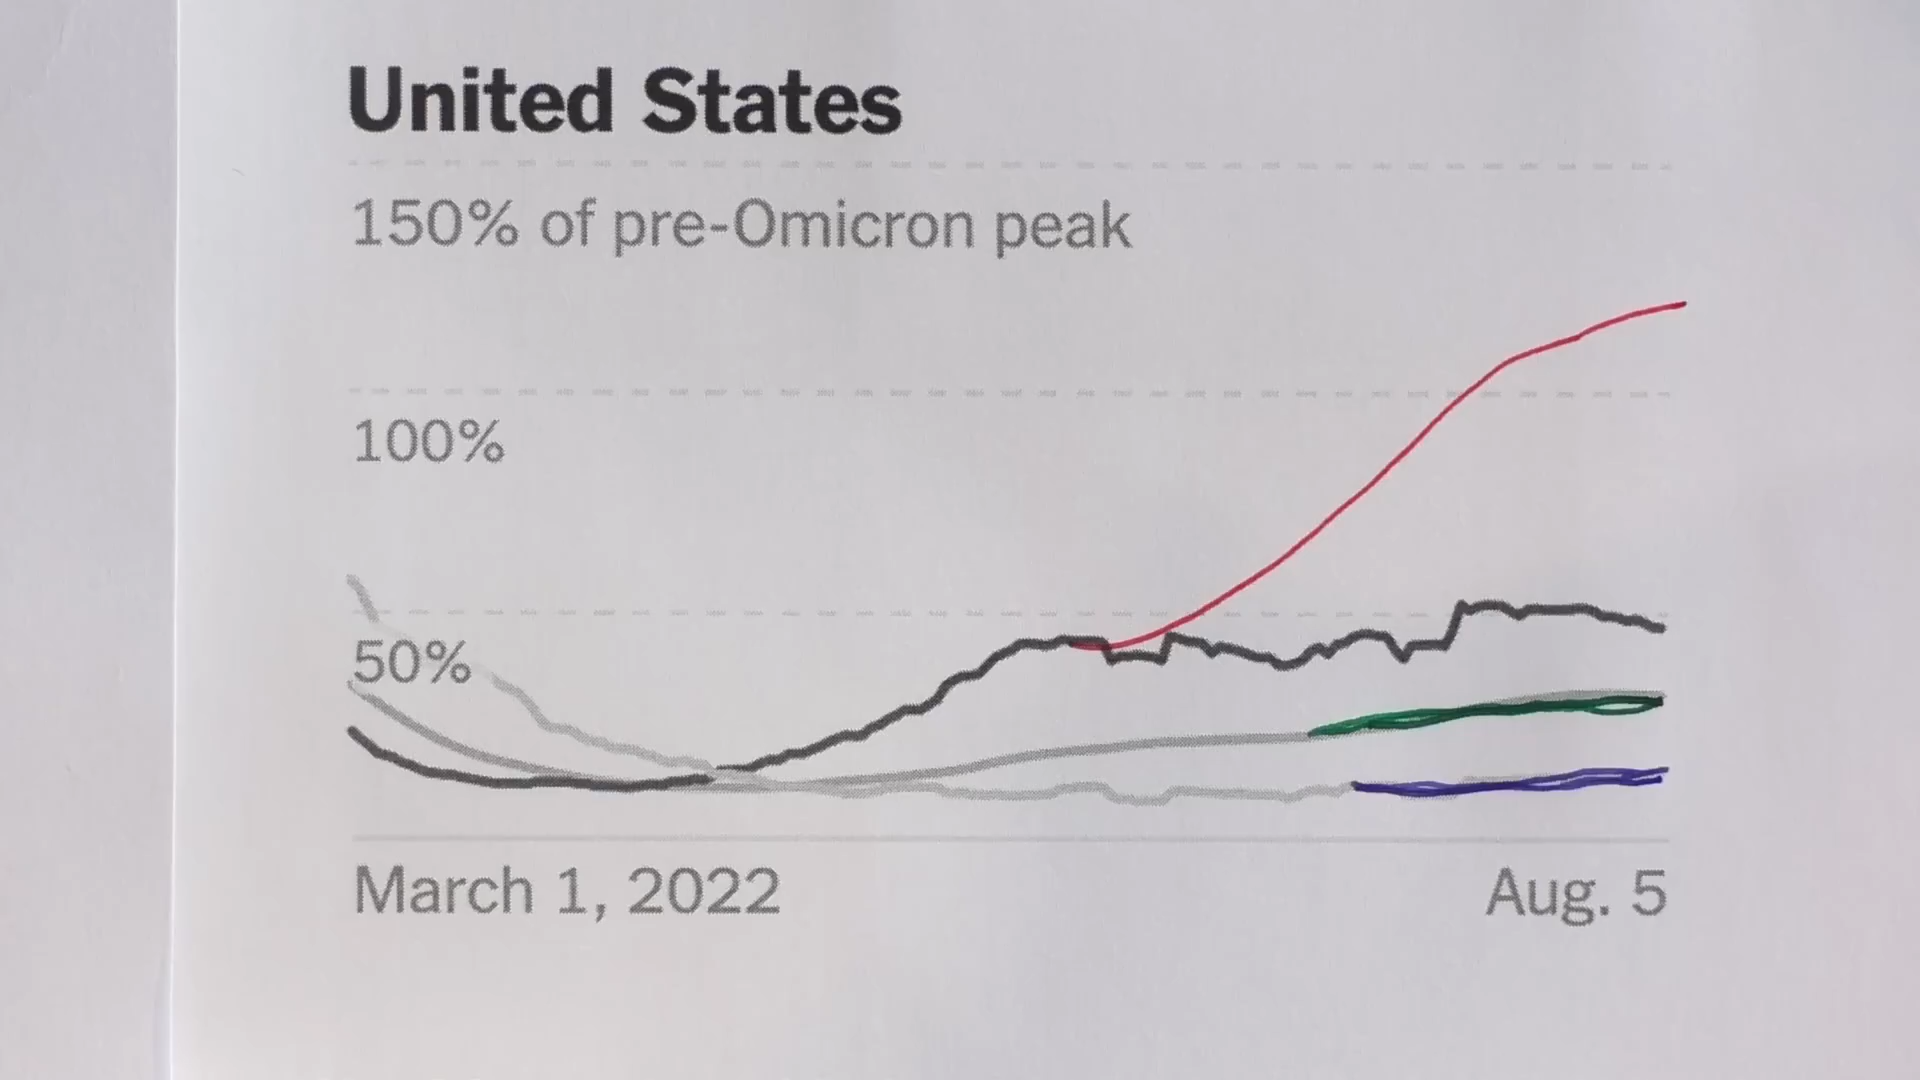 United States
150% of pre-Omicron peak
100%
50%
March 1, 2022
Aug. 5